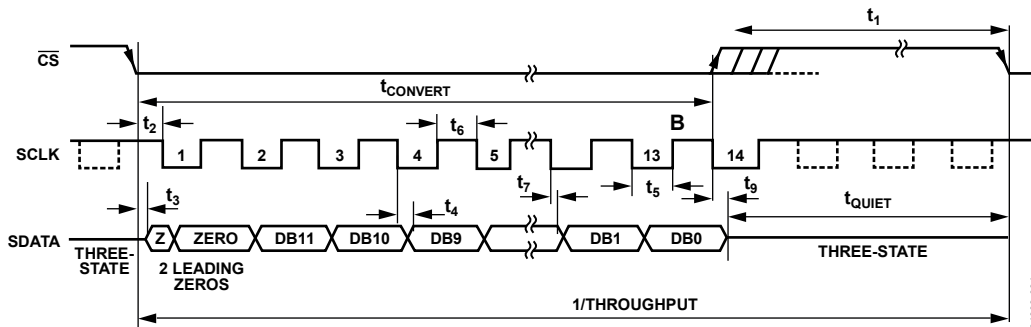 t1
CS
tCONVERT
t2
t6
B
SCLK
1
2
3
4
5
13
14
t3
t4
t7
t5
t9
tQUIET
SDATA
Z
ZERO
DB11
DB10
DB9
DB1
DB0
THREE-
STATE
2 LEADING
ZEROS
THREE-STATE
1/THROUGHPUT